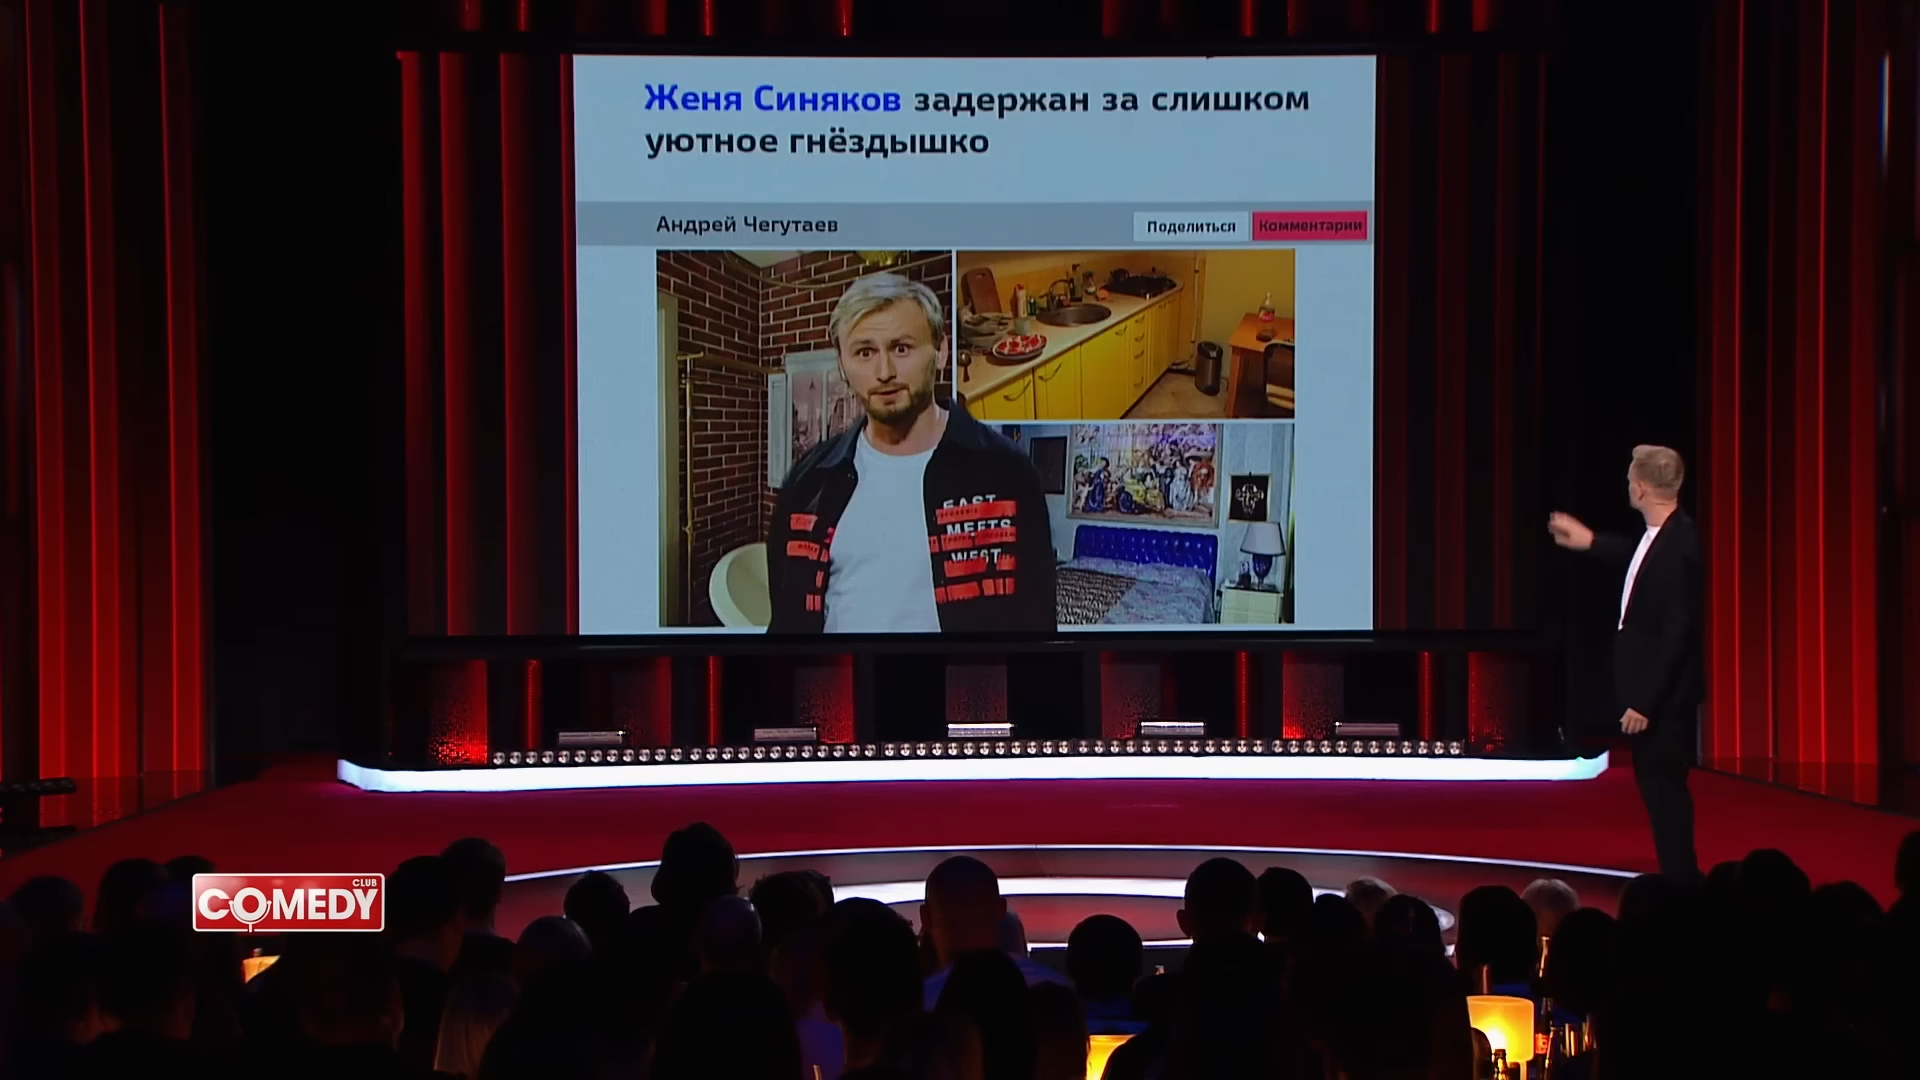 Женя Синяков задержан за слишком
уютное гнёздышко
Андрей Чегутаев
Поделиться
Комментарии
EAST
MEETS
WEST
COMEDY CLUB